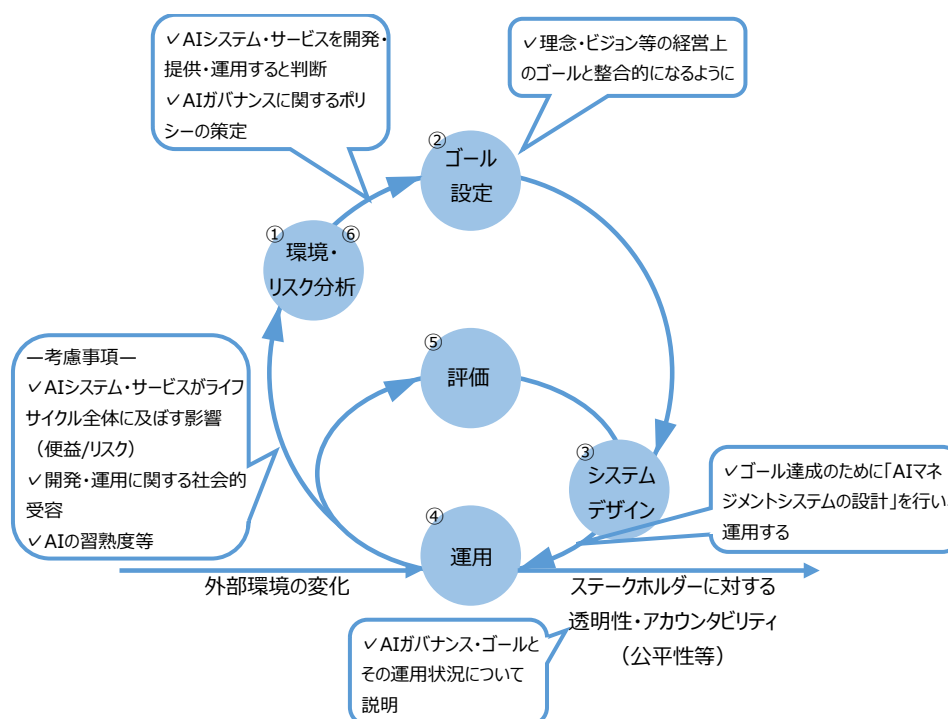 ✓AIシステム・サービスを開発・
提供・運用すると判断
✓AIガバナンスに関するポリ
シーの策定
✓理念・ビジョン等の経営上
のゴールと整合的になるように
②
ゴール
設定
① ⑥
環境・
リスク分析
―考慮事項―
✓AIシステム・サービスがライフ
サイクル全体に及ぼす影響
（便益/リスク）
✓開発・運用に関する社会的
受容
✓AIの習熟度等
⑤
評価
③
システム
デザイン
✓ゴール達成のために「AIマネ
ジメントシステムの設計」を行い、
運用する
④
運用
外部環境の変化
ステークホルダーに対する
透明性・アカウンタビリティ
（公平性等）
✓AIガバナンス・ゴールと
その運用状況について
説明